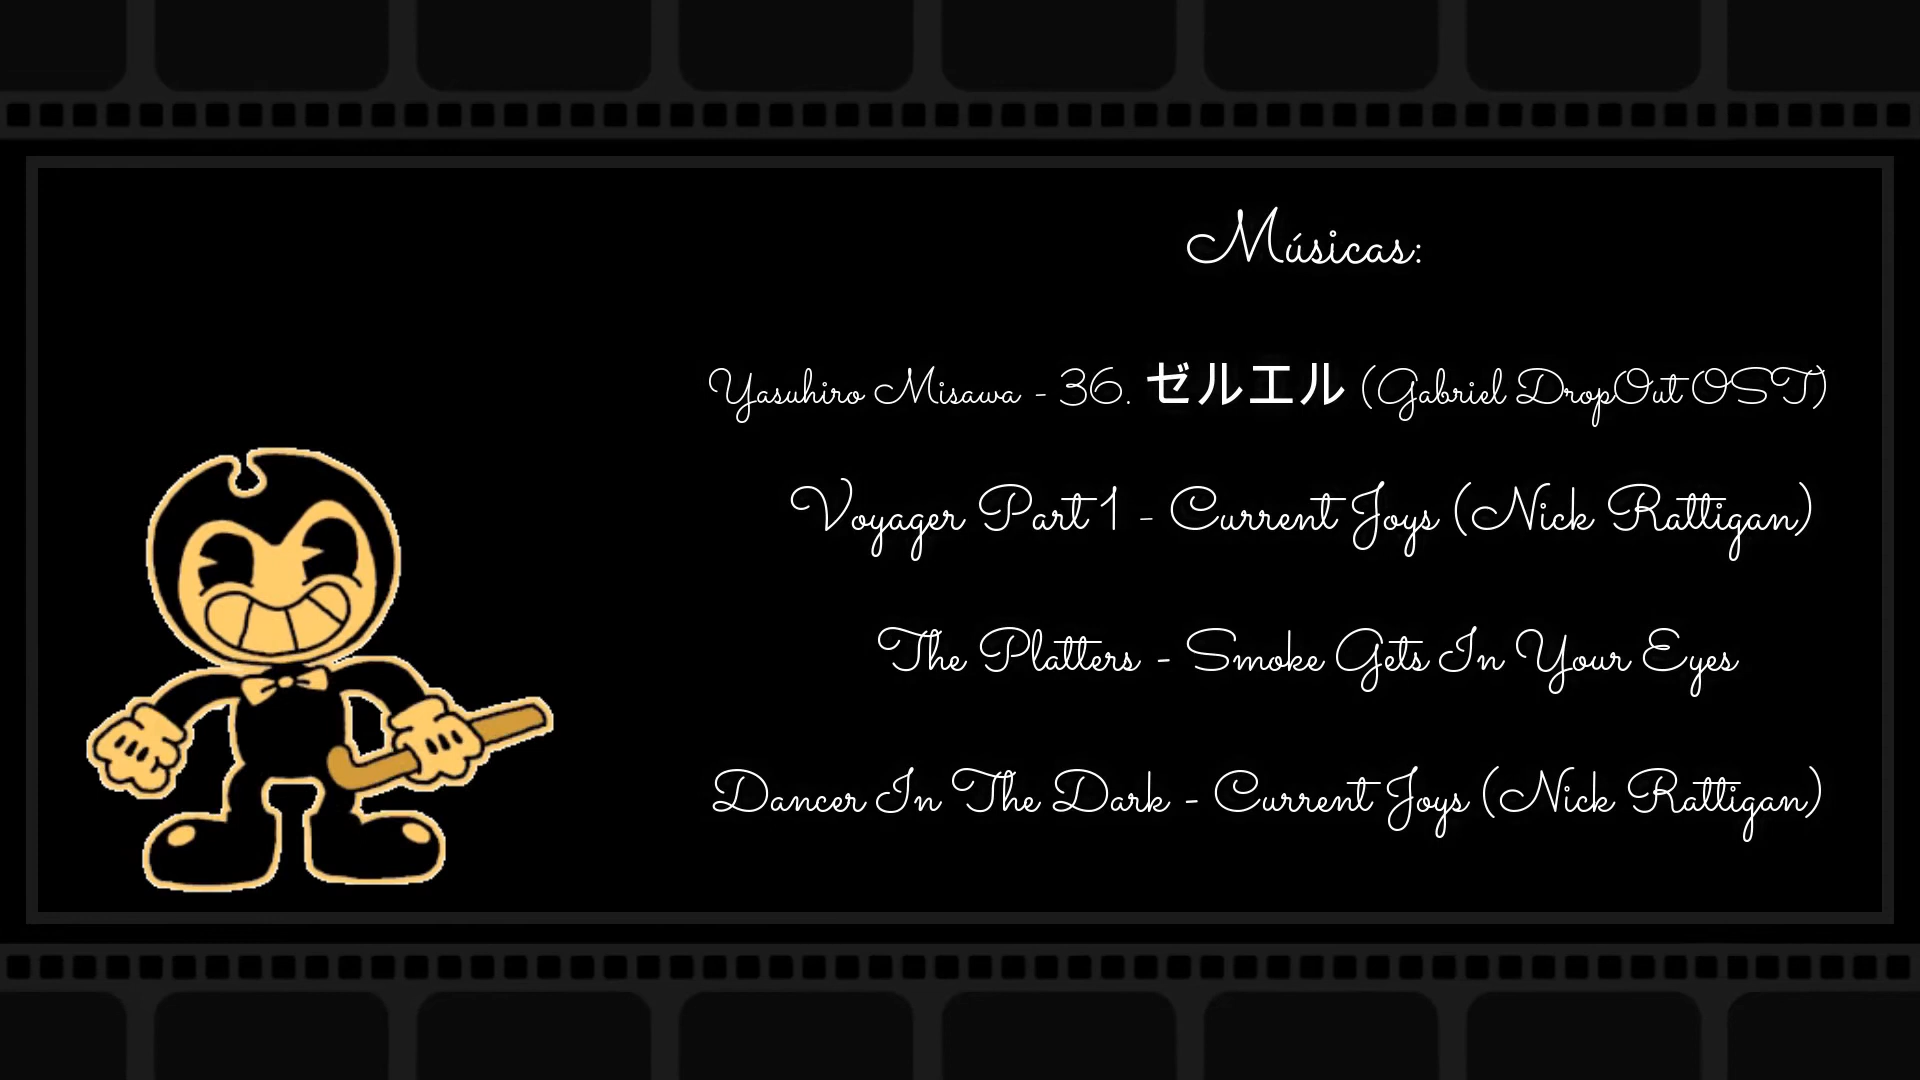 Músicas:
Yasuhiro Misawa - 36. ゼルエル (Gabriel DropOut OST)
Voyager Part 1 - Current Joys (Nick Rattigan)
The Platters - Smoke Gets In Your Eyes
Dancer In The Dark - Current Joys (Nick Rattigan)